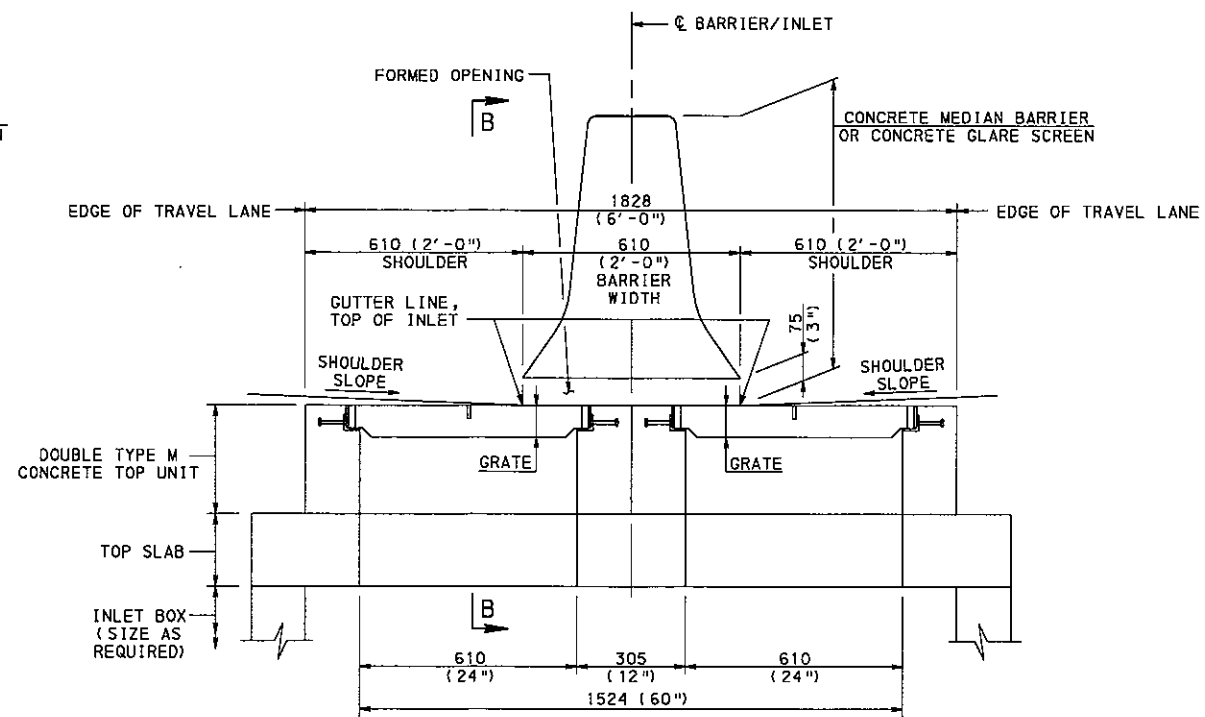 ℄ BARRIER/INLET
FORMED OPENING
B
CONCRETE MEDIAN BARRIER
OR CONCRETE GLARE SCREEN
EDGE OF TRAVEL LANE
1828
(6'-0")
EDGE OF TRAVEL LANE
610 (2'-0")
SHOULDER
610
(2'-0")
BARRIER
WIDTH
610 (2'-0")
SHOULDER
GUTTER LINE,
TOP OF INLET
75
(3")
SHOULDER
SLOPE
SHOULDER
SLOPE
DOUBLE TYPE M
CONCRETE TOP UNIT
GRATE
GRATE
TOP SLAB
INLET BOX
(SIZE AS
REQUIRED)
B
610
(24")
305
(12")
610
(24")
1524 (60")